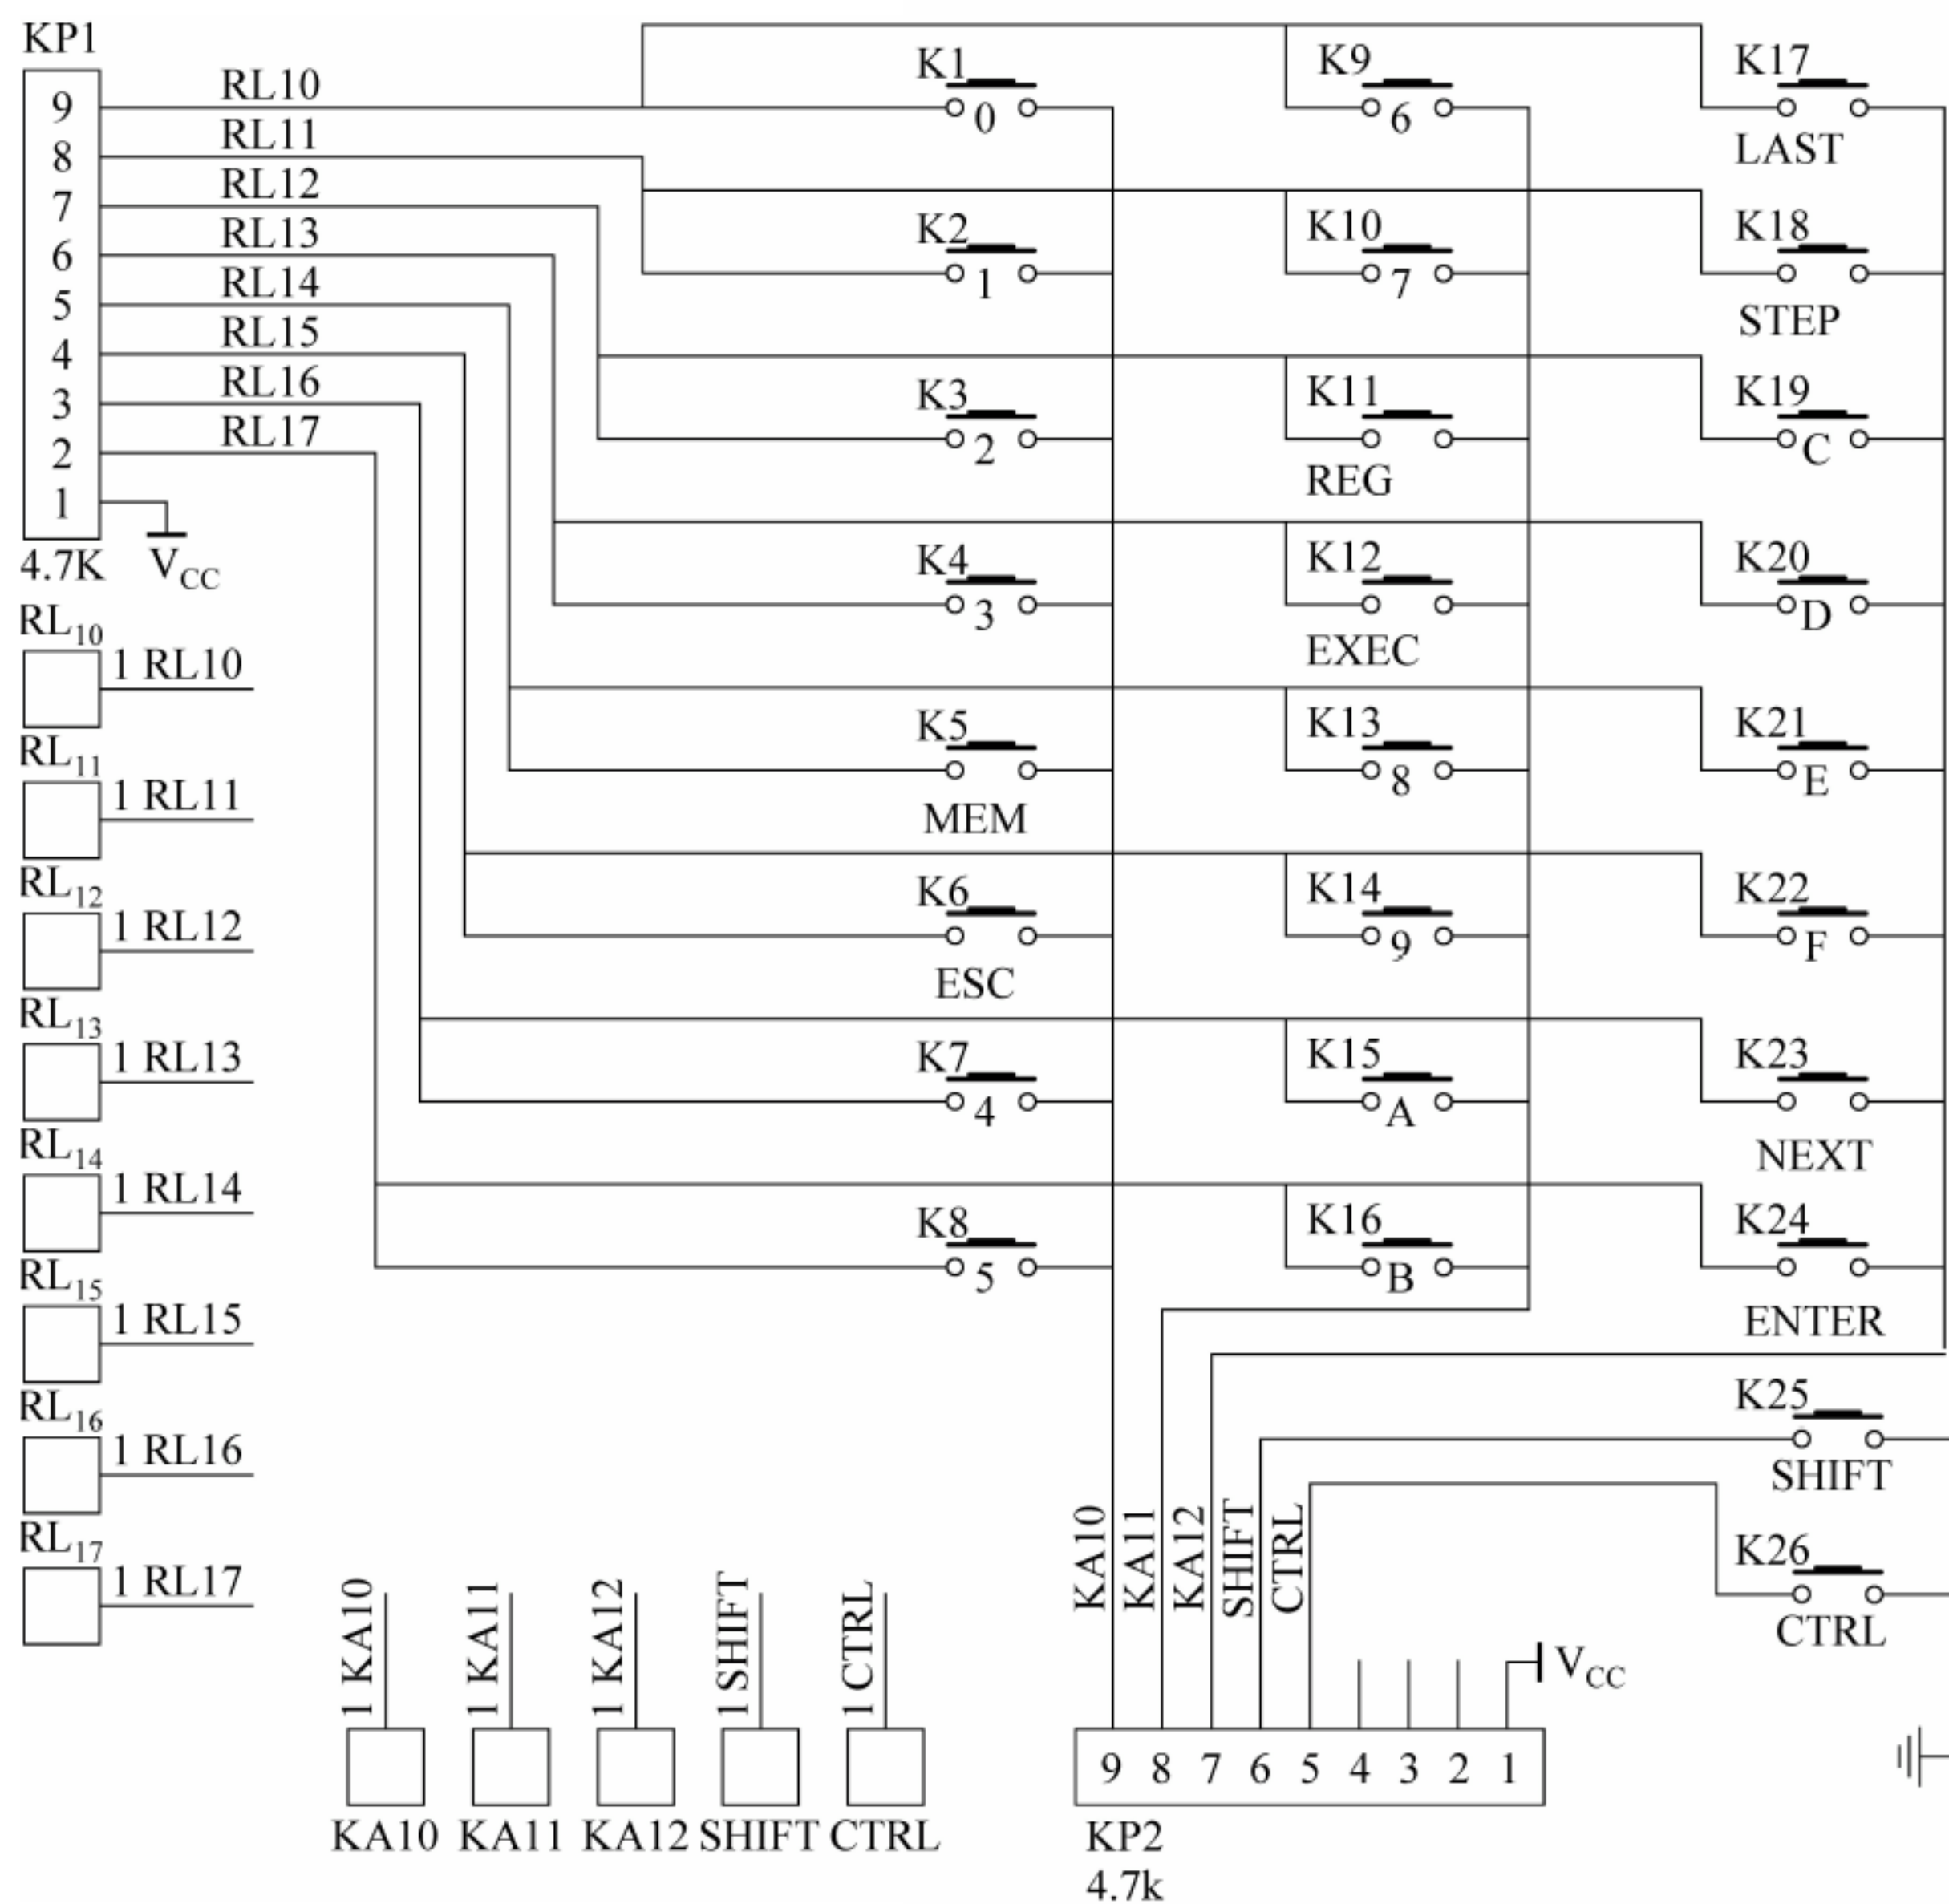 KP1
9 RL10
8 RL11
7 RL12
6 RL13
5 RL14
4 RL15
3 RL16
2 RL17
1
4.7K VCC
K1
0
K9
6
K17
LAST
K2
1
K10
7
K18
STEP
K3
2
K11
REG
K19
C
K4
3
K12
EXEC
K20
D
K5
MEM
K13
8
K21
E
K6
ESC
K14
9
K22
F
K7
4
K15
A
K23
NEXT
K8
5
K16
B
K24
ENTER
K25
SHIFT
K26
CTRL
RL10
1 RL10
RL11
1 RL11
RL12
1 RL12
RL13
1 RL13
RL14
1 RL14
RL15
1 RL15
RL16
1 RL16
RL17
1 RL17
1 KA10
1 KA11
1 KA12
1 SHIFT
1 CTRL
KA10 KA11 KA12 SHIFT CTRL
KA10
KA11
KA12
SHIFT
CTRL
VCC
9 8 7 6 5 4 3 2 1
KP2
4.7k